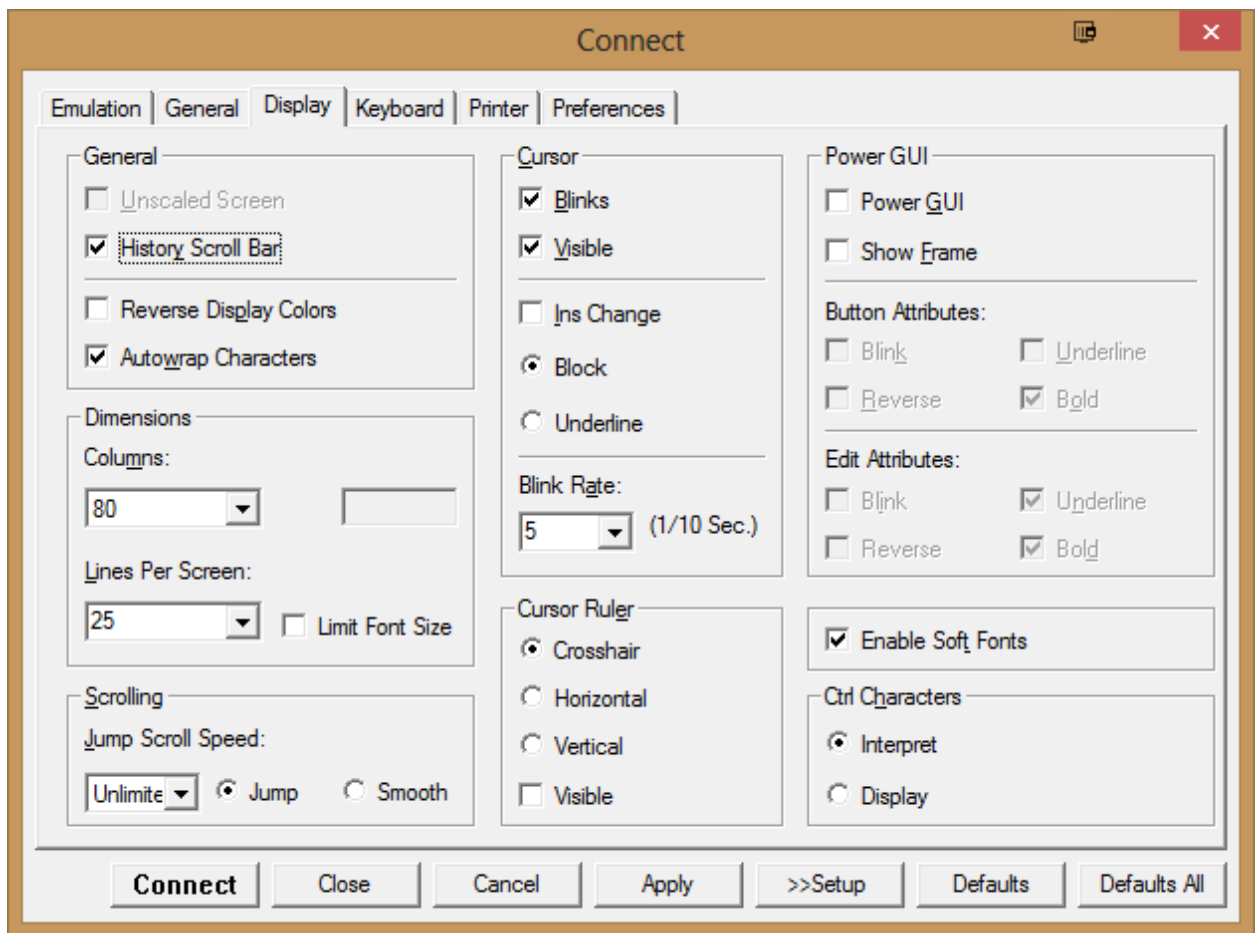 Connect
Emulation General Display Keyboard Printer Preferences
General
Unscaled Screen
History Scroll Bar
Reverse Display Colors
Autowrap Characters
Dimensions
Columns:
80
Lines Per Screen:
25 Limit Font Size
Scrolling
Jump Scroll Speed:
Unlimite Jump Smooth
Cursor
Blinks
Visible
Ins Change
Block
Underline
Blink Rate:
5 (1/10 Sec.)
Cursor Ruler
Crosshair
Horizontal
Vertical
Visible
Power GUI
Power GUI
Show Frame
Button Attributes:
Blink Underline
Reverse Bold
Edit Attributes:
Blink Underline
Reverse Bold
Enable Soft Fonts
Ctrl Characters
Interpret
Display
Connect Close Cancel Apply >>Setup Defaults Defaults All